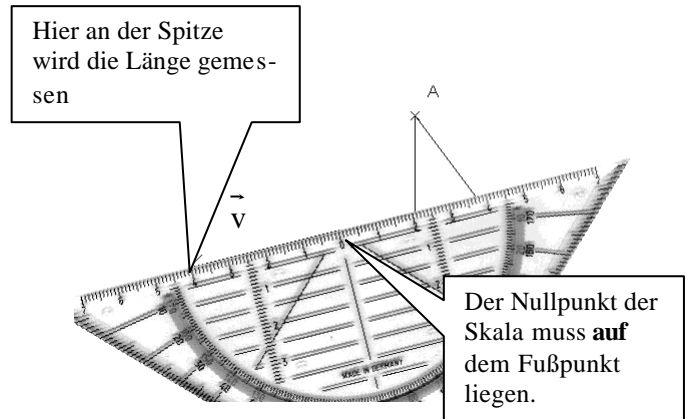 Hier an der Spitze
wird die Länge gemes-
sen
A
v
Der Nullpunkt der
Skala muss auf
dem Fußpunkt
liegen.
MADE IN GERMANY